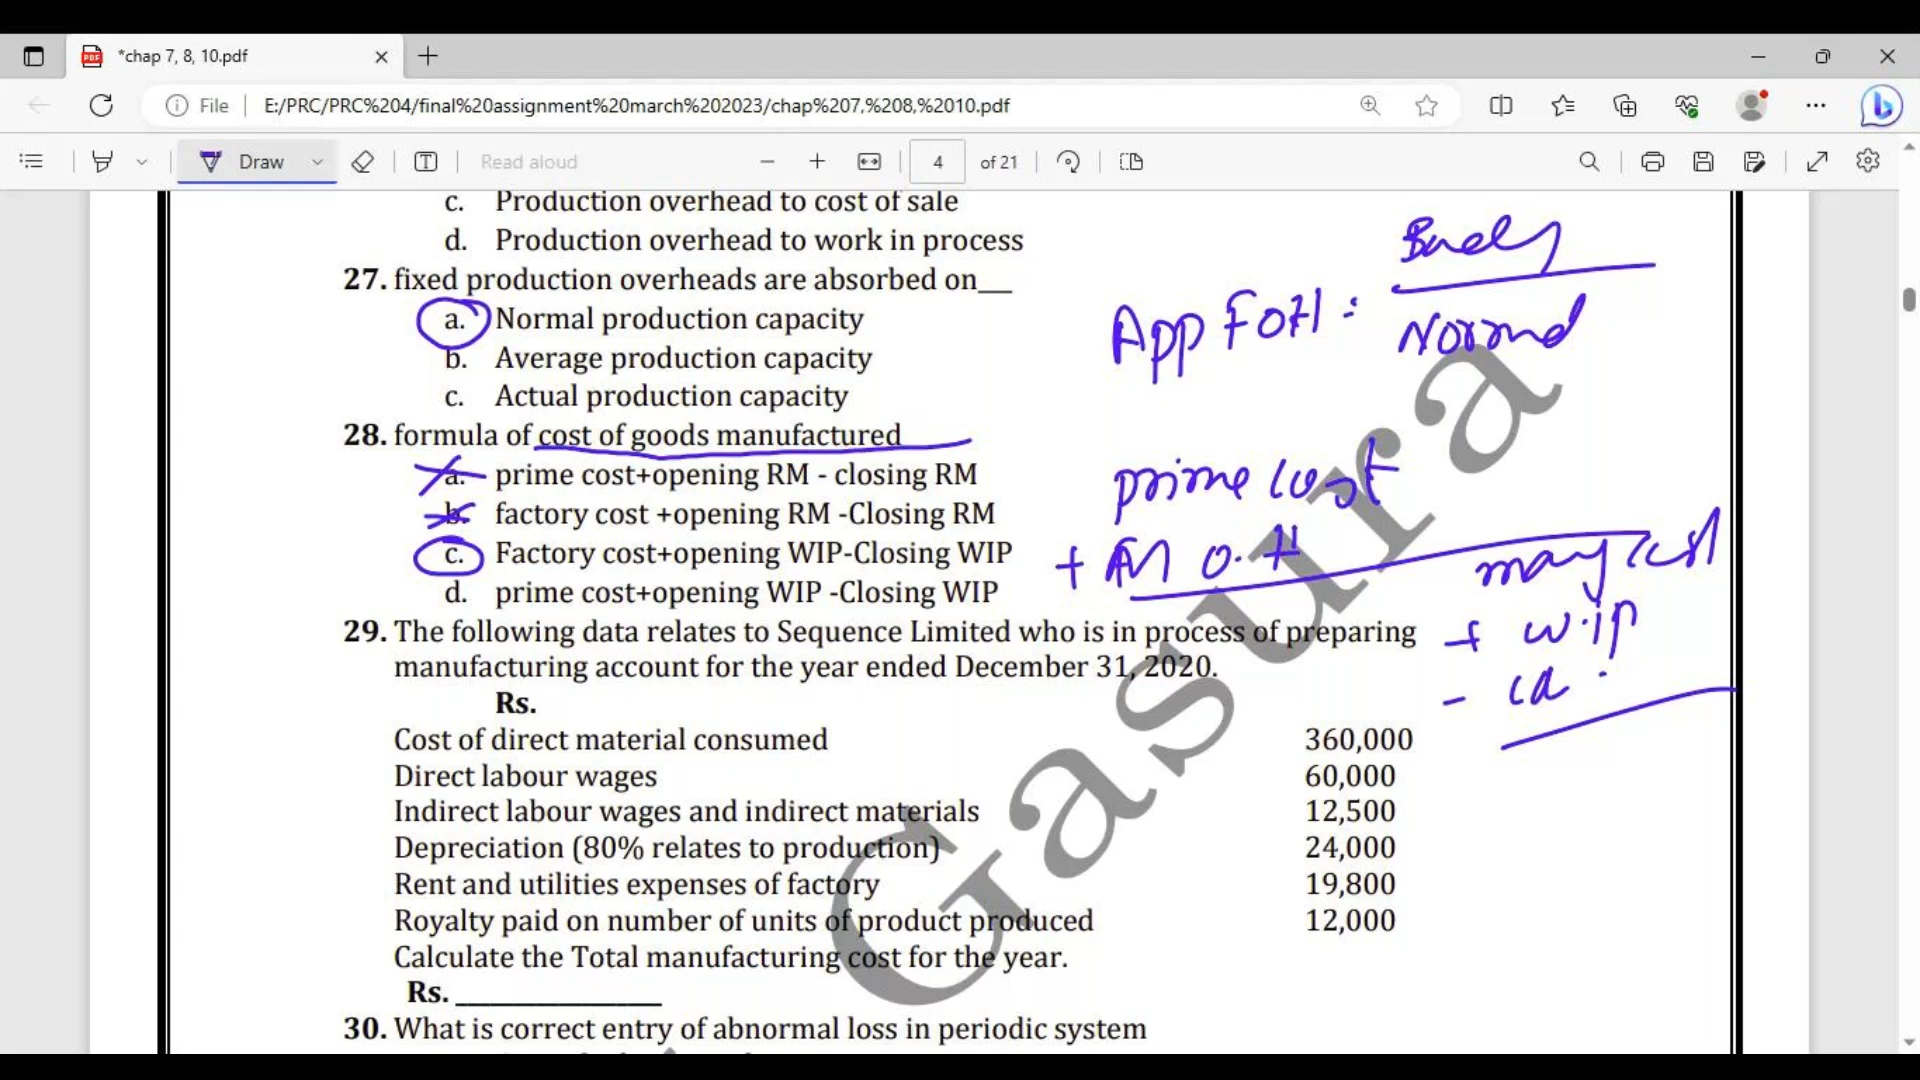 *chap 7, 8, 10.pdf
File E:/PRC/PRC%204/final%20assignment%20march%202023/chap%207,%208,%2010.pdf
Draw Read aloud 4 of 21
c. Production overhead to cost of sale
d. Production overhead to work in process
27. fixed production overheads are absorbed on___
a. Normal production capacity
b. Average production capacity
c. Actual production capacity
App FOH =
Normal
28. formula of cost of goods manufactured
a. prime cost+opening RM - closing RM
b. factory cost +opening RM -Closing RM
c. Factory cost+opening WIP-Closing WIP
d. prime cost+opening WIP -Closing WIP
prime cost
+ O.H
cost
+ W.iP
-
29. The following data relates to Sequence Limited who is in process of preparing
manufacturing account for the year ended December 31, 2020.
Rs.
Cost of direct material consumed 360,000
Direct labour wages 60,000
Indirect labour wages and indirect materials 12,500
Depreciation (80% relates to production) 24,000
Rent and utilities expenses of factory 19,800
Royalty paid on number of units of product produced 12,000
Calculate the Total manufacturing cost for the year.
Rs. _______________
30. What is correct entry of abnormal loss in periodic system
Gasura